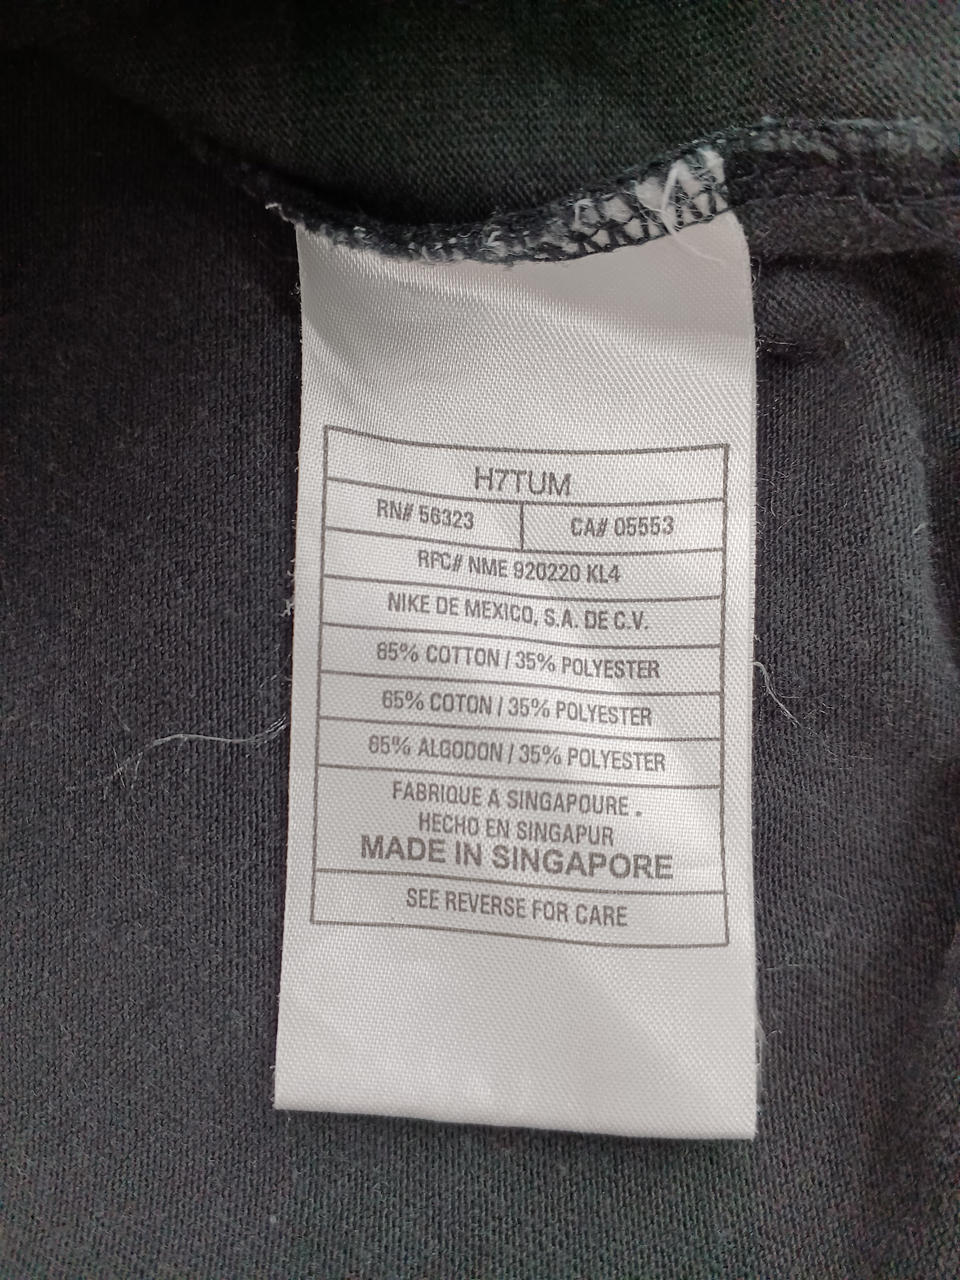 H7TUM
RN# 56323 CA# 05553
RFC# NME 920220 KL4
NIKE DE MEXICO, S.A. DE C.V.
65% COTTON / 35% POLYESTER
65% COTON / 35% POLYESTER
65% ALGODON / 35% POLYESTER
FABRIQUE A SINGAPOURE .
HECHO EN SINGAPUR
MADE IN SINGAPORE
SEE REVERSE FOR CARE